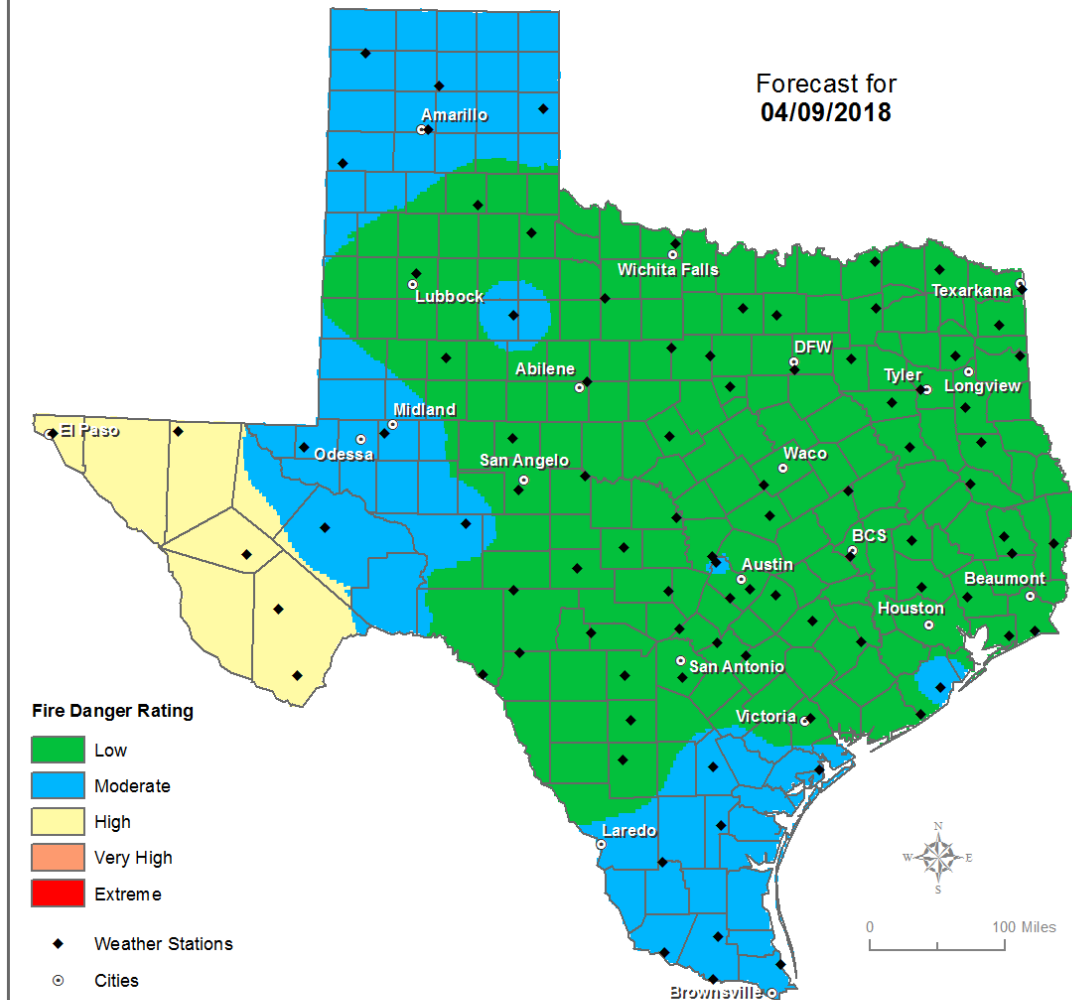 Forecast for
04/09/2018
Amarillo
Wichita Falls
Lubbock
Texarkana
DFW
Abilene
Tyler
Longview
Midland
El Paso
Odessa
San Angelo
Waco
BCS
Austin
Beaumont
Houston
San Antonio
Victoria
Laredo
Brownsville
Fire Danger Rating
Low
Moderate
High
Very High
Extreme
Weather Stations
Cities
N
W E
S
0 100 Miles